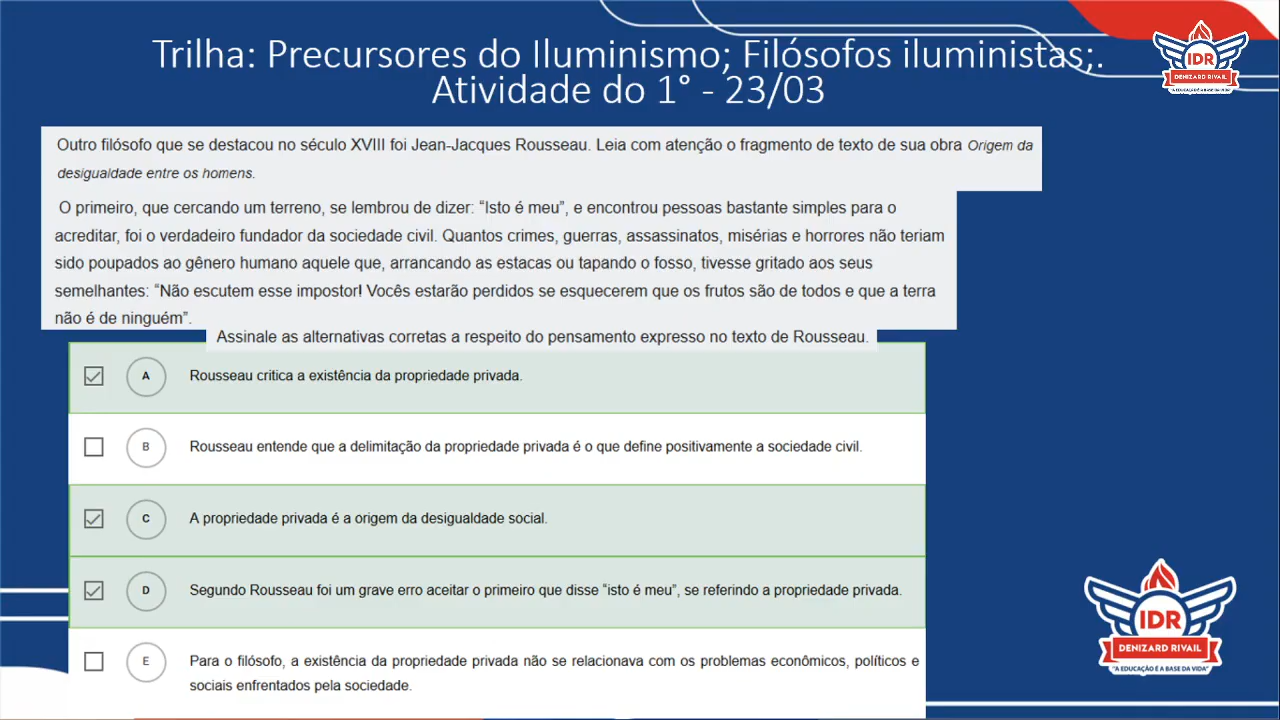 Trilha: Precursores do Iluminismo; Filósofos iluministas;.
Atividade do 1° - 23/03
IDR
DENIZARD RIVAIL
"A EDUCAÇÃO É A BASE DA VIDA"
Outro filósofo que se destacou no século XVIII foi Jean-Jacques Rousseau. Leia com atenção o fragmento de texto de sua obra Origem da
desigualdade entre os homens.
O primeiro, que cercando um terreno, se lembrou de dizer: “Isto é meu”, e encontrou pessoas bastante simples para o
acreditar, foi o verdadeiro fundador da sociedade civil. Quantos crimes, guerras, assassinatos, misérias e horrores não teriam
sido poupados ao gênero humano aquele que, arrancando as estacas ou tapando o fosso, tivesse gritado aos seus
semelhantes: “Não escutem esse impostor! Vocês estarão perdidos se esquecerem que os frutos são de todos e que a terra
não é de ninguém”.
Assinale as alternativas corretas a respeito do pensamento expresso no texto de Rousseau.
A Rousseau critica a existência da propriedade privada.
B Rousseau entende que a delimitação da propriedade privada é o que define positivamente a sociedade civil.
C A propriedade privada é a origem da desigualdade social.
D Segundo Rousseau foi um grave erro aceitar o primeiro que disse “isto é meu”, se referindo a propriedade privada.
E Para o filósofo, a existência da propriedade privada não se relacionava com os problemas econômicos, políticos e
sociais enfrentados pela sociedade.
IDR
DENIZARD RIVAIL
"A EDUCAÇÃO É A BASE DA VIDA"